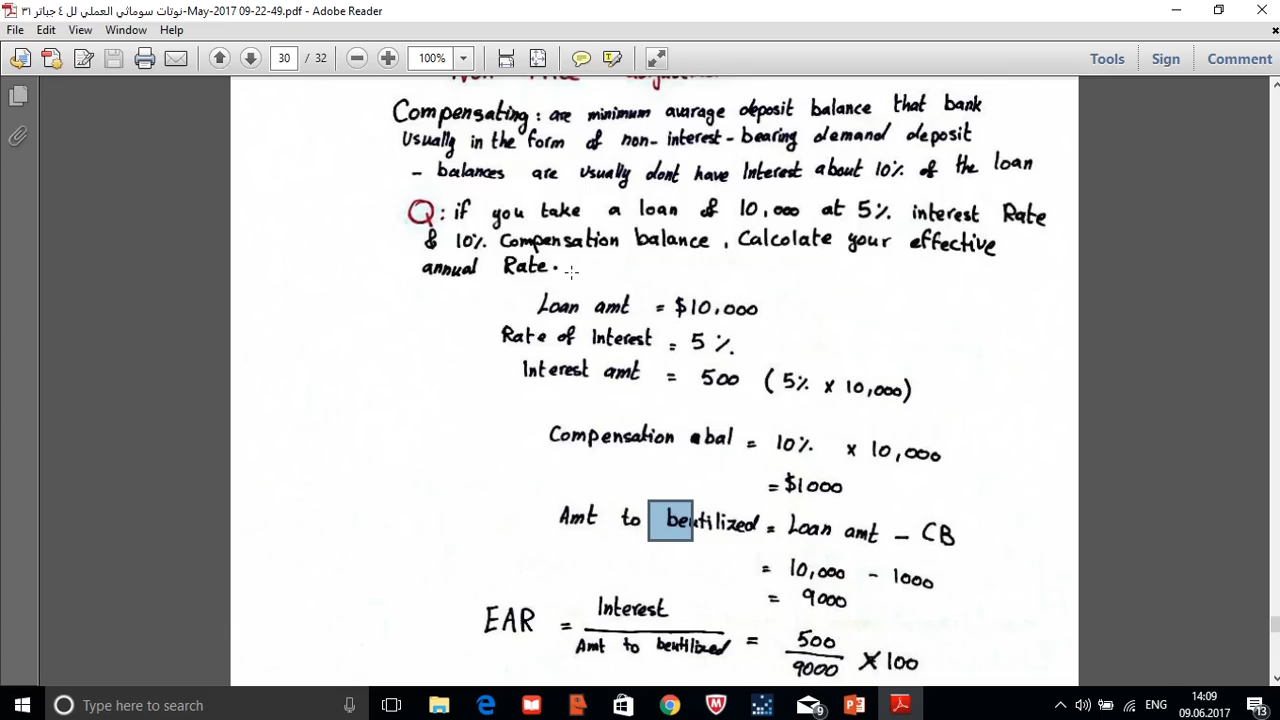 نوتات سوماثي العملي لل ٤ جباتر ٣١-May-2017 09-22-49.pdf - Adobe Reader
File Edit View Window Help
30 / 32 100% Tools Sign Comment
Compensating : are minimum avarage deposit balance that bank
Usually in the form of non-interest-bearing demand deposit
- balances are usually dont have Interest about 10% of the loan
Q : if you take a loan of 10,000 at 5% interest Rate
& 10% Compensation balance, Calcolate your effective
annual Rate.
Loan amt = $10,000
Rate of Interest = 5 %.
Interest amt = 500 (5% x 10,000)
Compensation bal = 10% x 10,000
= $1000
Amt to beutilized = Loan amt - CB
= 10,000 - 1000
= 9000
EAR = Interest / Amt to beutilized = 500 / 9000 X 100
Type here to search
9
ENG
14:09
09.06.2017
13